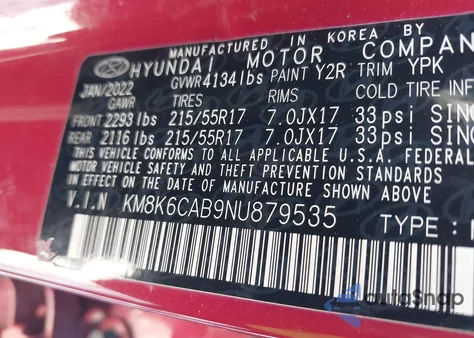 MANUFACTURED IN KOREA BY
HYUNDAI MOTOR COMPAN
JAN/2022 GVWR 4134 lbs PAINT Y2R TRIM YPK
GAWR TIRES RIMS COLD TIRE IN
FRONT 2293 lbs 215/55R17 7.0JX17 33psi SING
REAR 2116 lbs 215/55R17 7.0JX17 33psi SING
THIS VEHICLE CONFORMS TO ALL APPLICABLE U.S.A. FEDERAL
MOTOR VEHICLE SAFETY AND THEFT PREVENTION STANDARDS
IN EFFECT ON THE DATE OF MANUFACTURE SHOWN ABOVE.
V.I.N KM8K6CAB9NU879535 TYPE:
autoSnap